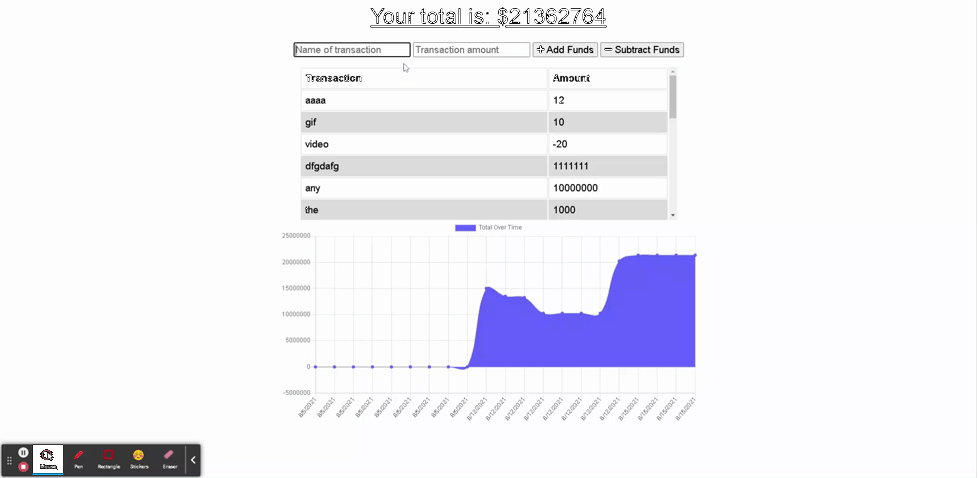 Your total is: $21362764
Name of transaction Transaction amount Add Funds Subtract Funds
Transaction Amount
aaaa 12
gif 10
video -20
dfgdafg 1111111
any 10000000
the 1000
Total Over Time
25000000
20000000
15000000
10000000
5000000
0
-5000000
8/5/2021 8/5/2021 8/5/2021 8/5/2021 8/5/2021 8/5/2021 8/5/2021 8/5/2021 8/5/2021 8/12/2021 8/12/2021 8/12/2021 8/12/2021 8/12/2021 8/12/2021 8/12/2021 8/15/2021 8/15/2021 8/15/2021 8/15/2021 8/15/2021
Mouse Pen Rectangle Stickers Eraser